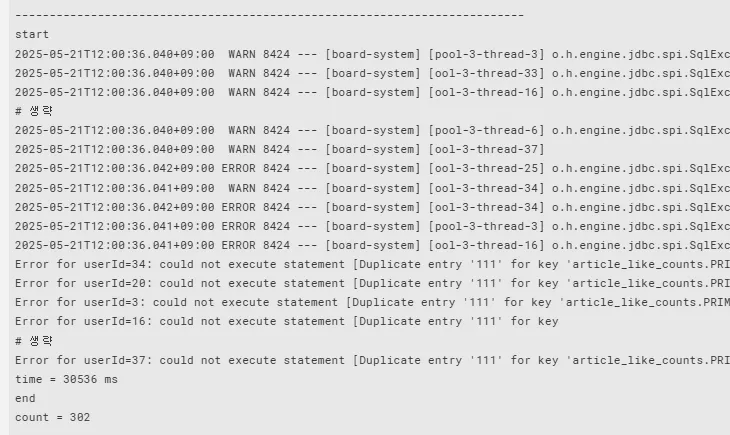 --------------------------------------------------------------------
start
2025-05-21T12:00:36.040+09:00  WARN 8424 --- [board-system] [pool-3-thread-3] o.h.engine.jdbc.spi.SqlExc
2025-05-21T12:00:36.040+09:00  WARN 8424 --- [board-system] [ool-3-thread-33] o.h.engine.jdbc.spi.SqlExc
2025-05-21T12:00:36.040+09:00  WARN 8424 --- [board-system] [ool-3-thread-16] o.h.engine.jdbc.spi.SqlExc
# 생략
2025-05-21T12:00:36.040+09:00  WARN 8424 --- [board-system] [pool-3-thread-6] o.h.engine.jdbc.spi.SqlExc
2025-05-21T12:00:36.040+09:00  WARN 8424 --- [board-system] [ool-3-thread-37]
2025-05-21T12:00:36.042+09:00 ERROR 8424 --- [board-system] [ool-3-thread-25] o.h.engine.jdbc.spi.SqlExc
2025-05-21T12:00:36.041+09:00  WARN 8424 --- [board-system] [ool-3-thread-34] o.h.engine.jdbc.spi.SqlExc
2025-05-21T12:00:36.042+09:00 ERROR 8424 --- [board-system] [ool-3-thread-34] o.h.engine.jdbc.spi.SqlExc
2025-05-21T12:00:36.041+09:00 ERROR 8424 --- [board-system] [pool-3-thread-3] o.h.engine.jdbc.spi.SqlExc
2025-05-21T12:00:36.041+09:00 ERROR 8424 --- [board-system] [ool-3-thread-16] o.h.engine.jdbc.spi.SqlExc
Error for userId=34: could not execute statement [Duplicate entry '111' for key 'article_like_counts.PRI
Error for userId=20: could not execute statement [Duplicate entry '111' for key 'article_like_counts.PRI
Error for userId=3: could not execute statement [Duplicate entry '111' for key 'article_like_counts.PRIM
Error for userId=16: could not execute statement [Duplicate entry '111' for key
# 생략
Error for userId=37: could not execute statement [Duplicate entry '111' for key 'article_like_counts.PRI
time = 30536 ms
end
count = 302